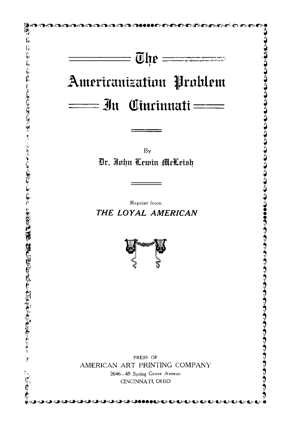 The
Americanization Problem
In Cincinnati
By
Dr. John Lewin McLeish
Reprint from
THE LOYAL AMERICAN
PRESS OF
AMERICAN ART PRINTING COMPANY
2646-48 Spring Grove Avenue
CINCINNATI, OHIO